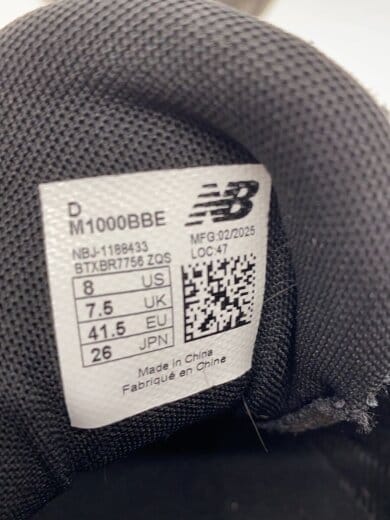 D
M1000BBE
NB
NBJ-1188433
BTXBR7756 ZQS
MFG:02/2025
LOC:47
8 US
7.5 UK
41.5 EU
26 JPN
Made in China
Fabriqué en Chine